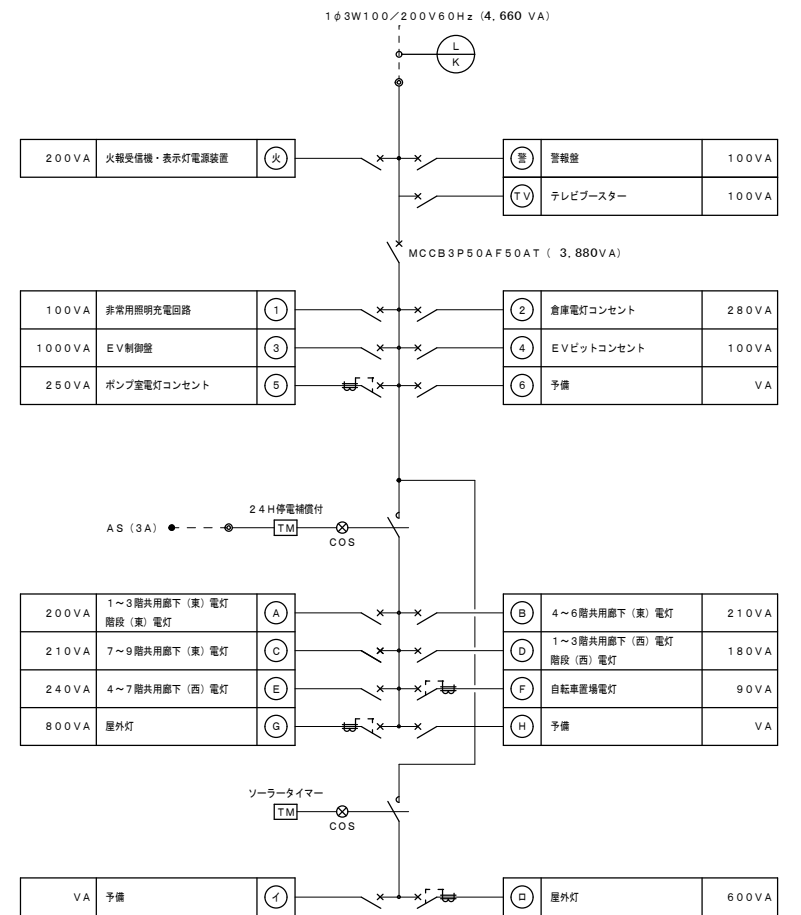 1φ3W100／200V60Hz (4,660 VA)
L
K
200VA 火報受信機・表示灯電源装置 火
警 警報盤 100VA
TV テレビブースター 100VA
MCCB3P50AF50AT ( 3,880VA)
100VA 非常用照明充電回路 1
2 倉庫電灯コンセント 280VA
1000VA EV制御盤 3
4 EVピットコンセント 100VA
250VA ポンプ室電灯コンセント 5
6 予備 VA
24H停電補償付
AS (3A)
TM
COS
200VA 1～3階共用廊下（東）電灯
階段（東）電灯 A
B 4～6階共用廊下（東）電灯 210VA
210VA 7～9階共用廊下（東）電灯 C
D 1～3階共用廊下（西）電灯
階段（西）電灯 180VA
240VA 4～7階共用廊下（西）電灯 E
F 自転車置場電灯 90VA
800VA 屋外灯 G
H 予備 VA
ソーラータイマー
TM
COS
VA 予備 イ
ロ 屋外灯 600VA